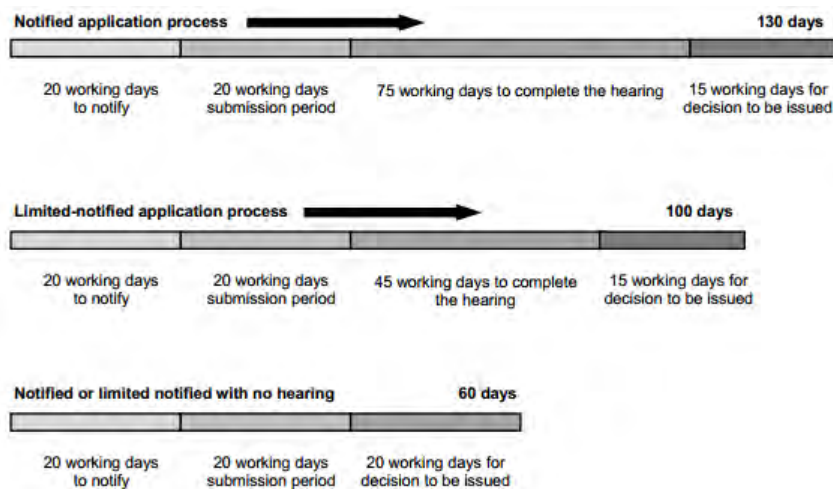 Notified application process 130 days
20 working days
to notify
20 working days
submission period
75 working days to complete the hearing
15 working days for
decision to be issued
Limited-notified application process 100 days
20 working days
to notify
20 working days
submission period
45 working days to complete
the hearing
15 working days for
decision to be issued
Notified or limited notified with no hearing 60 days
20 working days
to notify
20 working days
submission period
20 working days for
decision to be issued